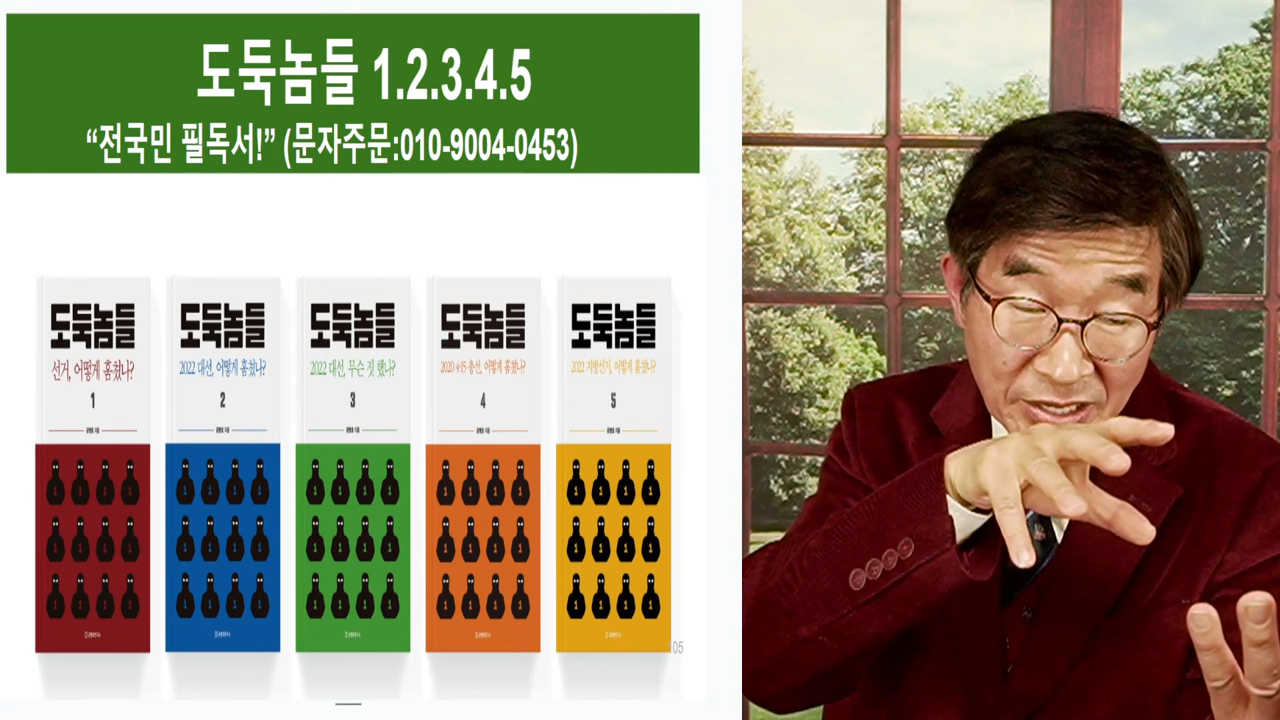 도둑놈들 1.2.3.4.5
“전국민 필독서!” (문자주문:010-9004-0453)
도둑놈들
선거, 어떻게 훔쳤나?
1
도둑놈들
2022 대선, 어떻게 훔쳤나?
2
도둑놈들
2022 대선, 무슨 짓 했나?
3
도둑놈들
2020 4·15 총선, 어떻게 훔쳤나?
4
도둑놈들
2022 지방선거, 어떻게 훔쳤나?
5
05